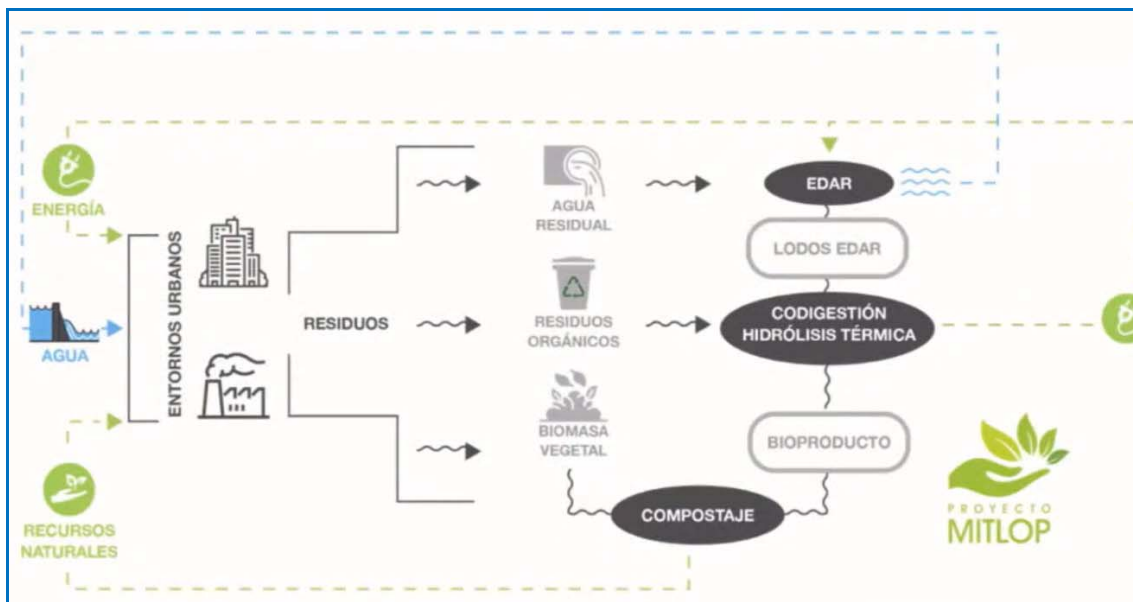 ENERGÍA
AGUA
RECURSOS
NATURALES
ENTORNOS URBANOS
RESIDUOS
AGUA
RESIDUAL
RESIDUOS
ORGÁNICOS
BIOMASA
VEGETAL
EDAR
LODOS EDAR
CODIGESTIÓN
HIDRÓLISIS TÉRMICA
BIOPRODUCTO
COMPOSTAJE
PROYECTO
MITLOP